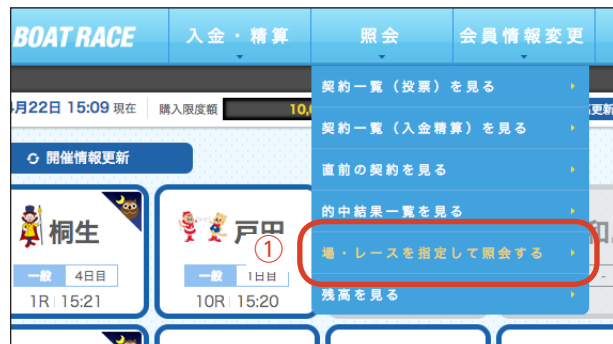 BOAT RACE
入金・精算
照会
会員情報変更
月22日 15:09 現在
購入限度額
10,0
契約一覧（投票）を見る
契約一覧（入金精算）を見る
直前の契約を見る
的中結果一覧を見る
① 場・レースを指定して照会する
残高を見る
開催情報更新
桐生
一般 4日目
1R 15:21
戸田
一般 1日目
10R 15:20